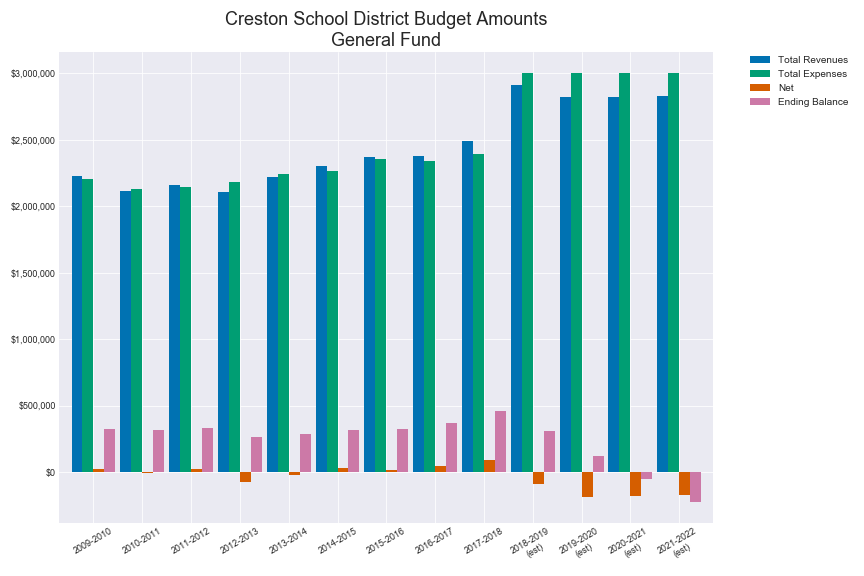 Creston School District Budget Amounts
General Fund
Total Revenues
Total Expenses
Net
Ending Balance
$3,000,000
$2,500,000
$2,000,000
$1,500,000
$1,000,000
$500,000
$0
2009-2010
2010-2011
2011-2012
2012-2013
2013-2014
2014-2015
2015-2016
2016-2017
2017-2018
2018-2019
(est)
2019-2020
(est)
2020-2021
(est)
2021-2022
(est)